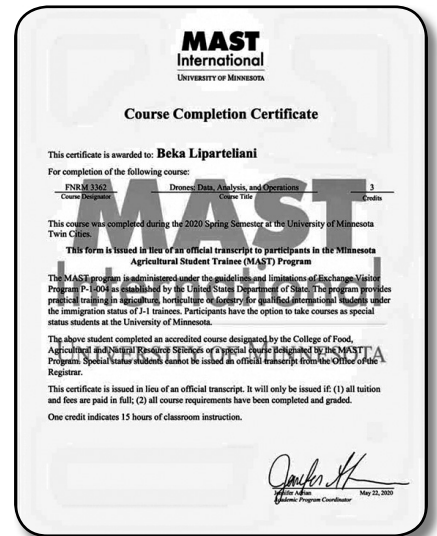 MAST
International
UNIVERSITY OF MINNESOTA
Course Completion Certificate
This certificate is awarded to: Beka Liparteliani
For completion of the following course:
FNRM 3362 Drones: Data, Analysis, and Operations 3
Course Designator Course Title Credits
This course was completed during the 2020 Spring Semester at the University of Minnesota
Twin Cities.
This form is issued in lieu of an official transcript to participants in the Minnesota
Agricultural Student Trainee (MAST) Program
The MAST program is administered under the guidelines and limitations of Exchange Visitor
Program P-1-004 as established by the United States Department of State. The program provides
practical training in agriculture, horticulture or forestry for qualified international students under
the immigration status of J-1 trainees. Participants have the option to take courses as special
status students at the University of Minnesota.
The above student completed an accredited course designated by the College of Food,
Agricultural and Natural Resource Sciences or a special course designated by the MAST
Program. Special status students cannot be issued an official transcript from the Office of the
Registrar.
This certificate is issued in lieu of an official transcript. It will only be issued if: (1) all tuition
and fees are paid in full; (2) all course requirements have been completed and graded.
One credit indicates 15 hours of classroom instruction.
Jennifer Adrian May 22, 2020
Academic Program Coordinator
MAST
International
UNIVERSITY OF MINNESOTA